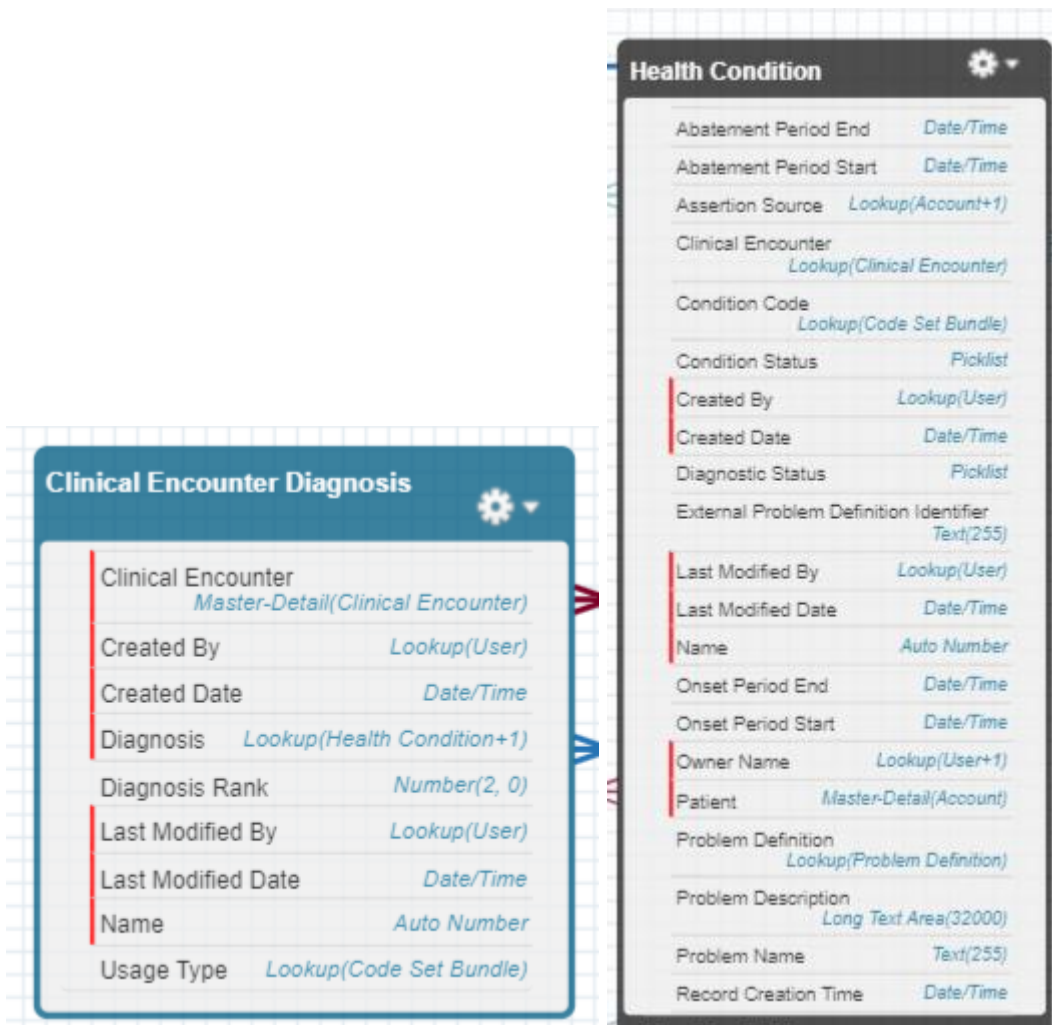 Clinical Encounter Diagnosis
Clinical Encounter
Master-Detail(Clinical Encounter)
Created By Lookup(User)
Created Date Date/Time
Diagnosis Lookup(Health Condition+1)
Diagnosis Rank Number(2, 0)
Last Modified By Lookup(User)
Last Modified Date Date/Time
Name Auto Number
Usage Type Lookup(Code Set Bundle)
Health Condition
Abatement Period End Date/Time
Abatement Period Start Date/Time
Assertion Source Lookup(Account+1)
Clinical Encounter
Lookup(Clinical Encounter)
Condition Code
Lookup(Code Set Bundle)
Condition Status Picklist
Created By Lookup(User)
Created Date Date/Time
Diagnostic Status Picklist
External Problem Definition Identifier
Text(255)
Last Modified By Lookup(User)
Last Modified Date Date/Time
Name Auto Number
Onset Period End Date/Time
Onset Period Start Date/Time
Owner Name Lookup(User+1)
Patient Master-Detail(Account)
Problem Definition
Lookup(Problem Definition)
Problem Description
Long Text Area(32000)
Problem Name Text(255)
Record Creation Time Date/Time